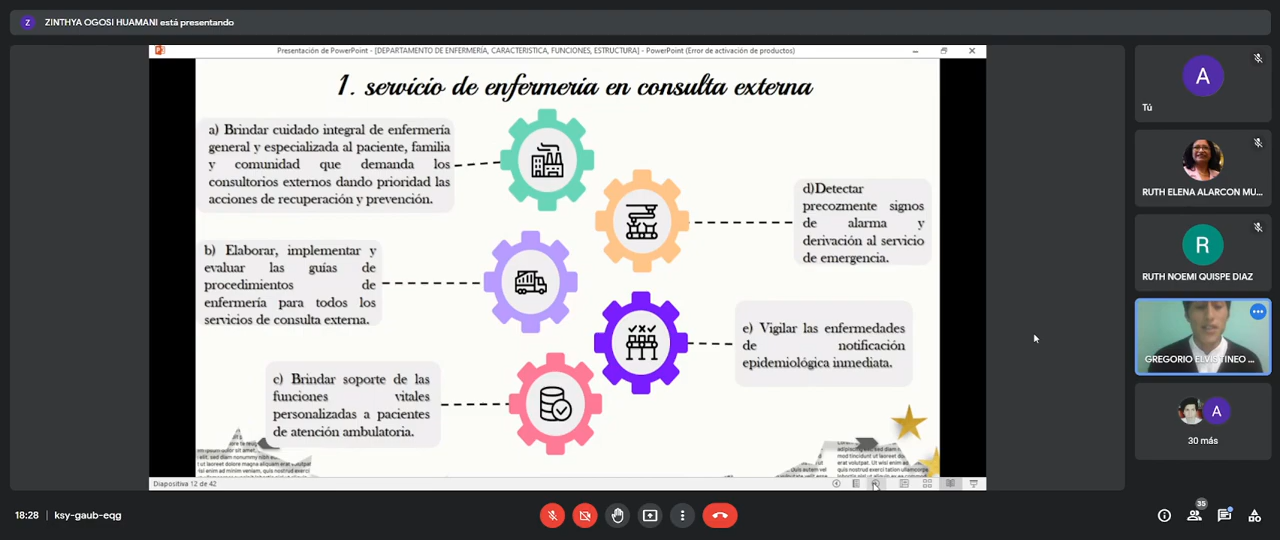 Z ZINTHYA OGOSI HUAMANI está presentando
Presentación de PowerPoint - [DEPARTAMENTO DE ENFERMERÍA, CARACTERISTICA, FUNCIONES, ESTRUCTURA] - PowerPoint (Error de activación de productos)
1. servicio de enfermería en consulta externa
a) Brindar cuidado integral de enfermería
general y especializada al paciente, familia
y comunidad que demanda los
consultorios externos dando prioridad las
acciones de recuperación y prevención.
b) Elaborar, implementar y
evaluar las guías de
procedimientos de
enfermería para todos los
servicios de consulta externa.
c) Brindar soporte de las
funciones vitales
personalizadas a pacientes
de atención ambulatoria.
d)Detectar
precozmente signos
de alarma y
derivación al servicio
de emergencia.
e) Vigilar las enfermedades
de notificación
epidemiológica inmediata.
Diapositiva 12 de 42
A
Tú
RUTH ELENA ALARCON MU...
R
RUTH NOEMI QUISPE DIAZ
GREGORIO ELVIS TINEO ...
A
30 más
18:28 ksy-gaub-eqg
35